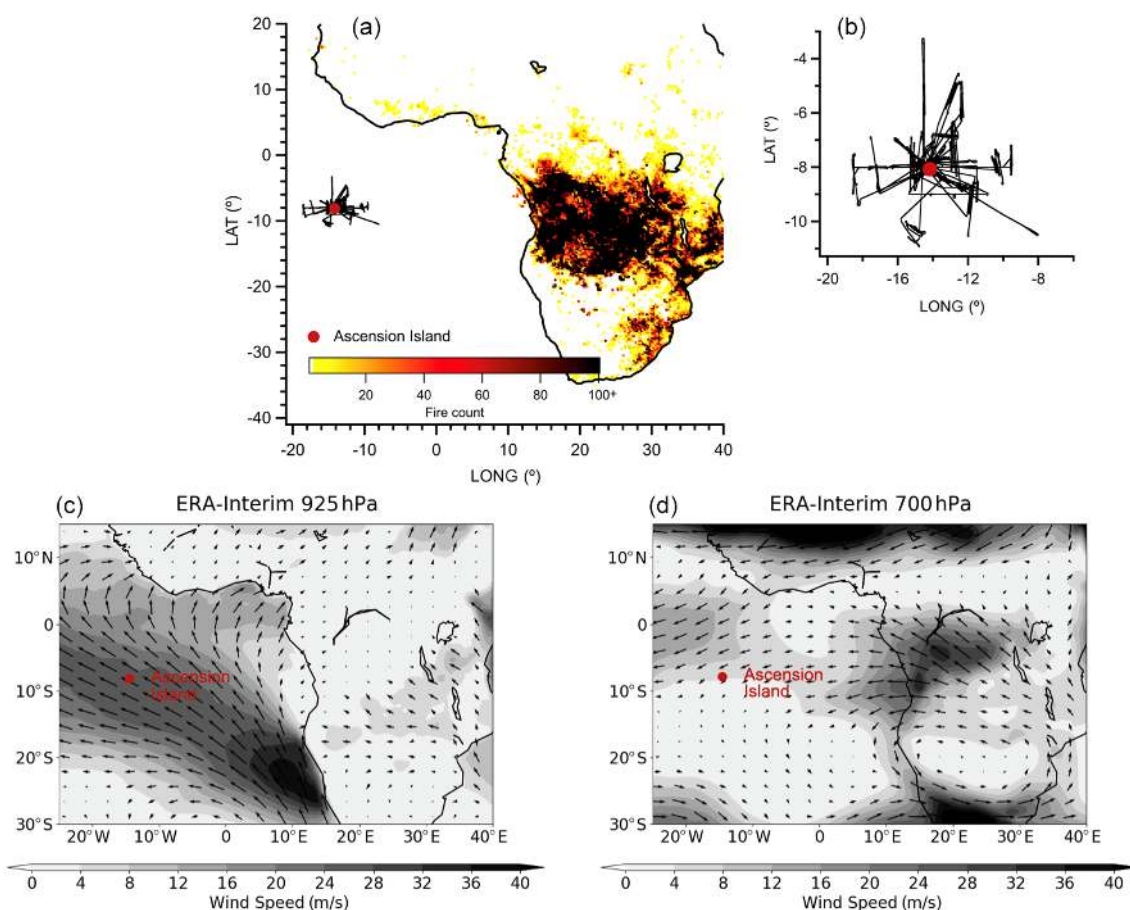 (a)
20
10
0
-10
-20
-30
-40
LAT (º)
Ascension Island
20 40 60 80 100+
Fire count
-20 -10 0 10 20 30 40
LONG (º)
(b)
-4
-6
-8
-10
LAT (º)
-20 -16 -12 -8
LONG (º)
(c)
ERA-Interim 925 hPa
10°N
0
10°S
20°S
30°S
Ascension
Island
20°W 10°W 0 10°E 20°E 30°E 40°E
0 4 8 12 16 20 24 28 32 36 40
Wind Speed (m/s)
(d)
ERA-Interim 700 hPa
10°N
0
10°S
20°S
30°S
Ascension
Island
20°W 10°W 0 10°E 20°E 30°E 40°E
0 4 8 12 16 20 24 28 32 36 40
Wind Speed (m/s)